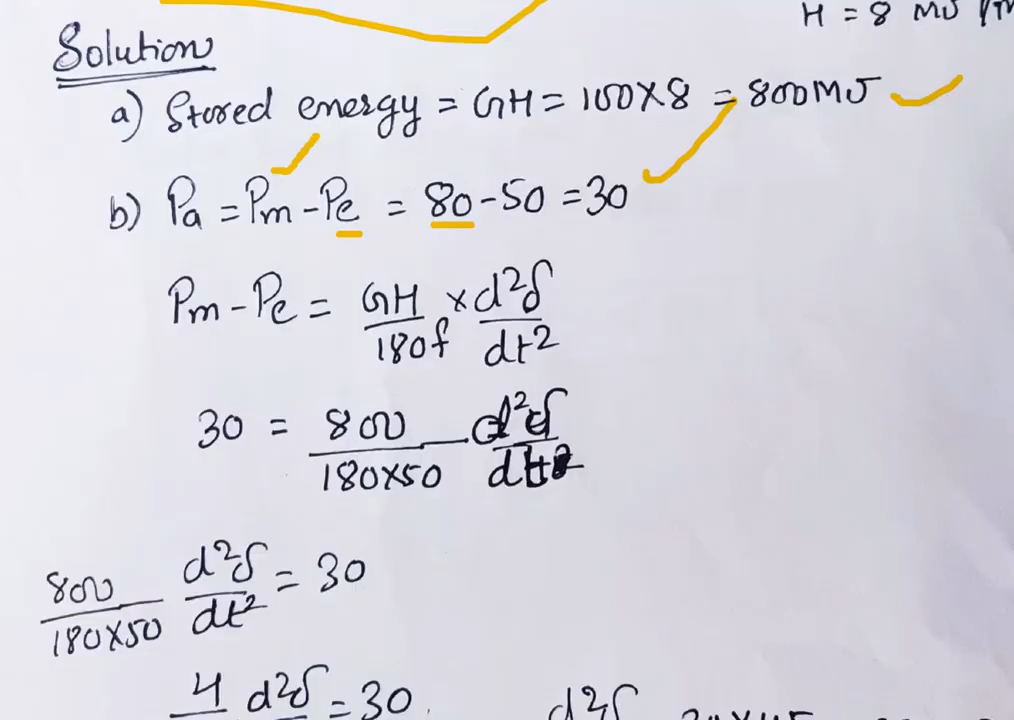 H = 8 MJ
Solution
a) Stored energy = GH = 100×8 = 800MJ
b) Pa = Pm - Pe = 80-50 = 30
Pm - Pe = GH/180f × d²δ/dt²
30 = 800/180×50 d²δ/dt²
800/180×50 d²δ/dt² = 30
4 d²δ = 30
d²δ